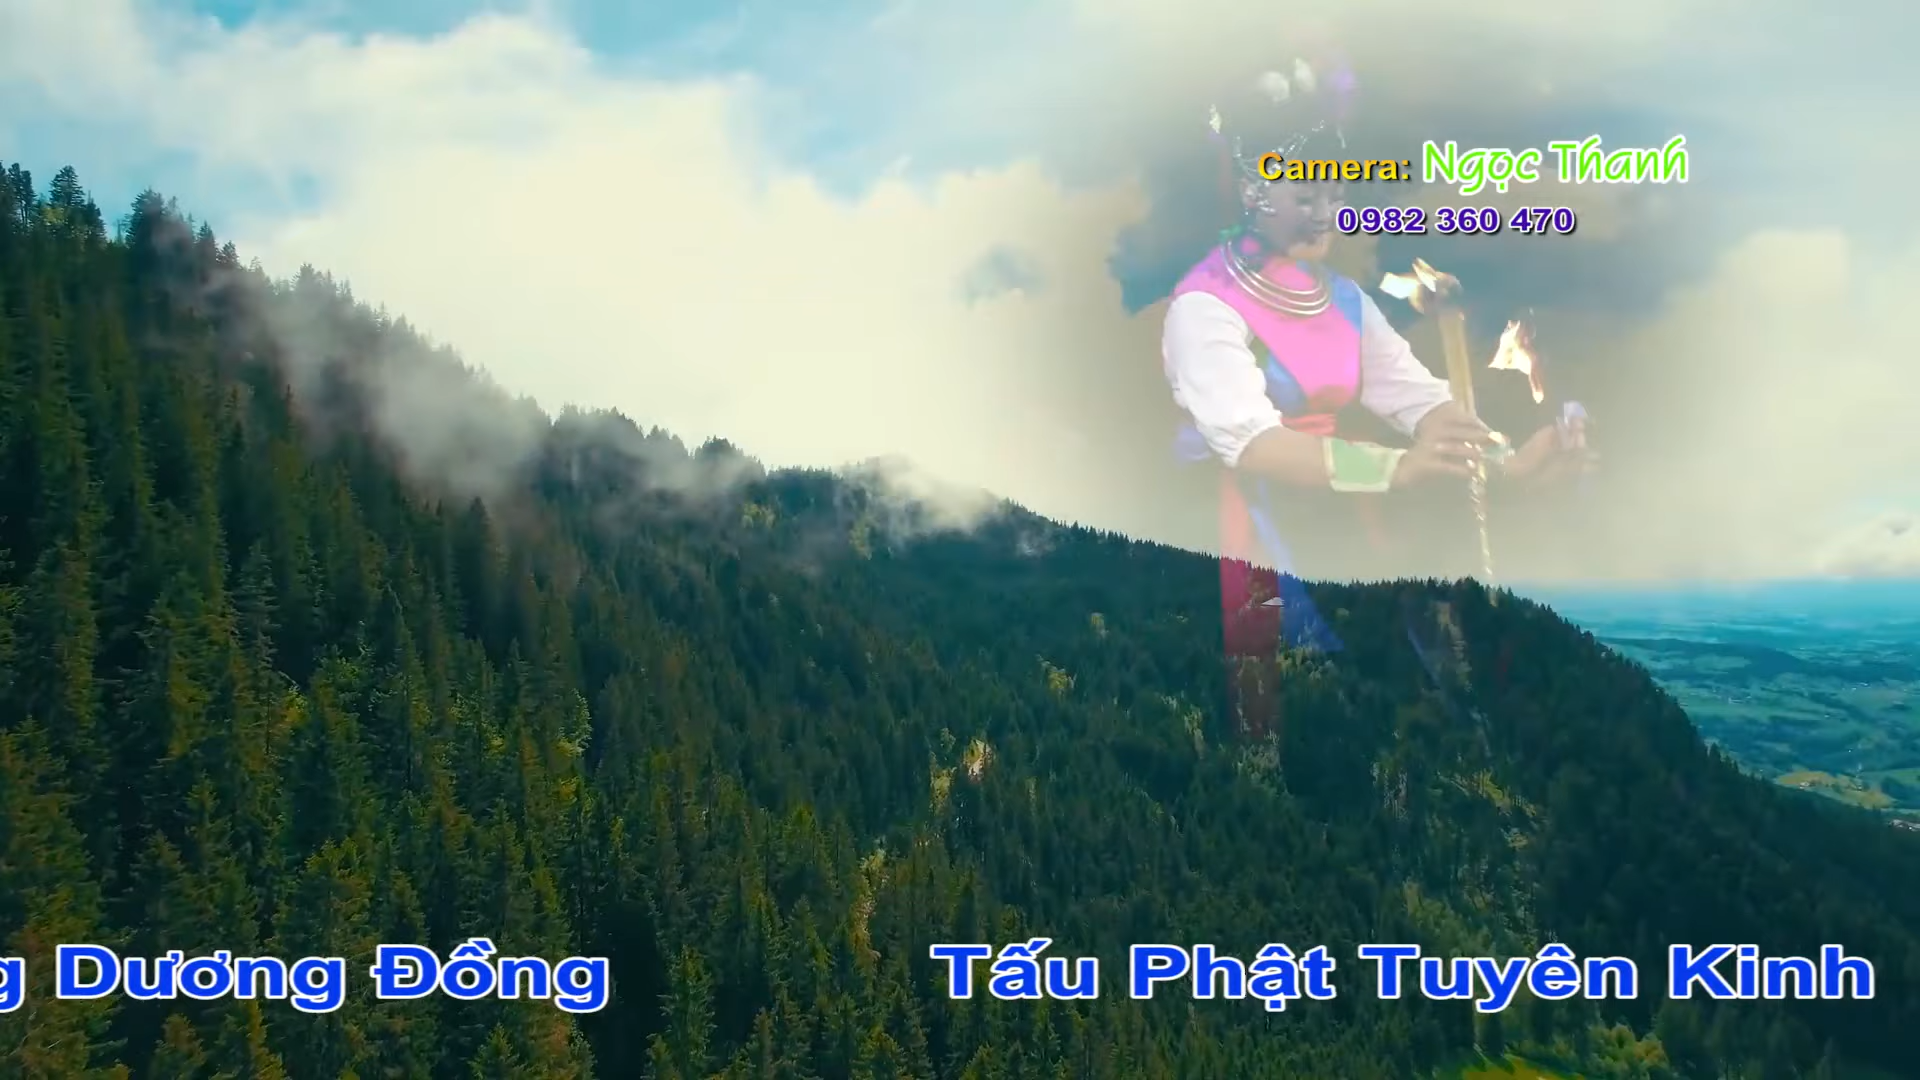 Camera: Ngọc Thanh
0982 360 470
g Dương Đồng Tấu Phật Tuyên Kinh